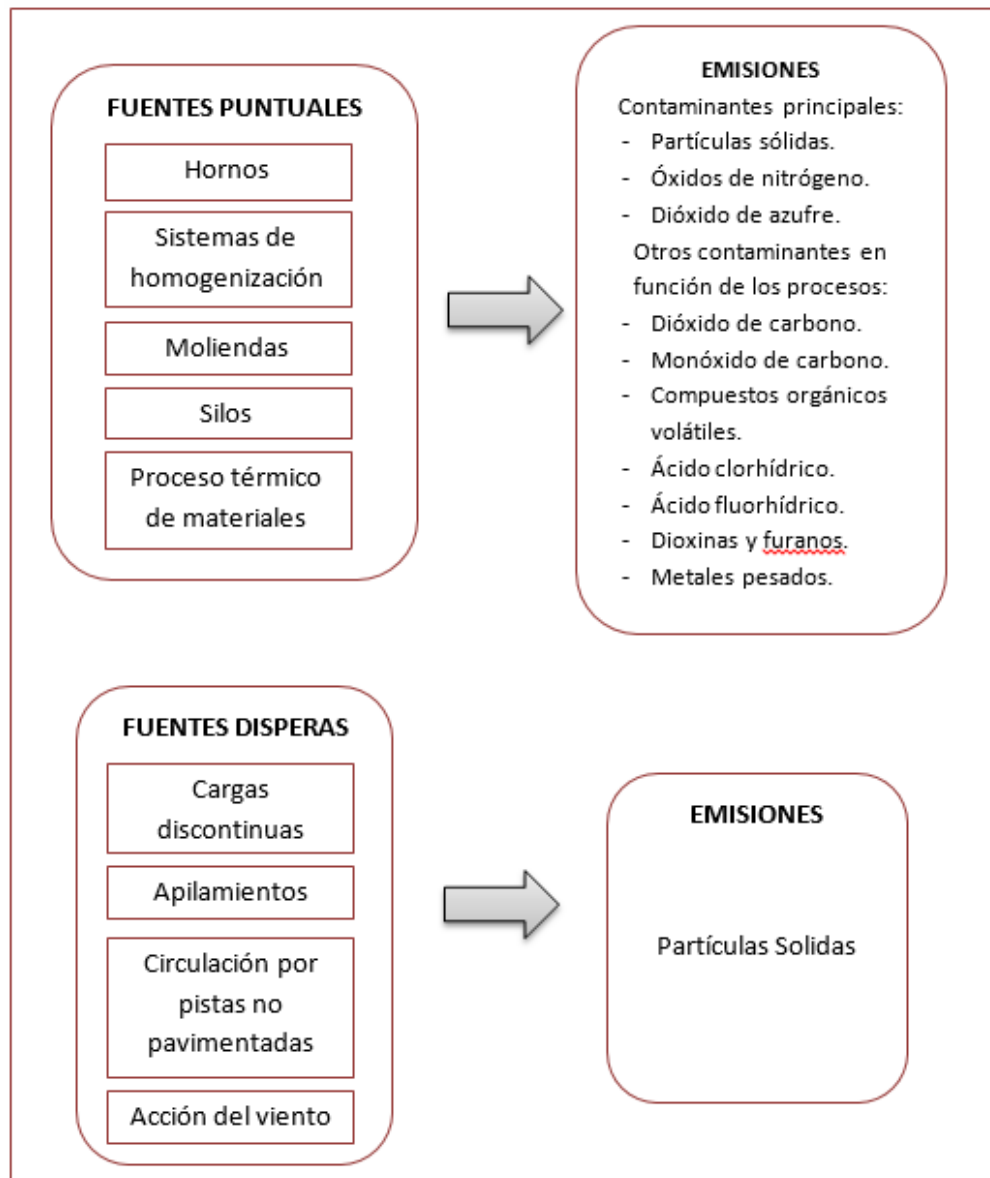 FUENTES PUNTUALES
Hornos
Sistemas de
homogenización
Moliendas
Silos
Proceso térmico
de materiales
EMISIONES
Contaminantes principales:
- Partículas sólidas.
- Óxidos de nitrógeno.
- Dióxido de azufre.
Otros contaminantes en
función de los procesos:
- Dióxido de carbono.
- Monóxido de carbono.
- Compuestos orgánicos
volátiles.
- Ácido clorhídrico.
- Ácido fluorhídrico.
- Dioxinas y furanos.
- Metales pesados.
FUENTES DISPERAS
Cargas
discontinuas
Apilamientos
Circulación por
pistas no
pavimentadas
Acción del viento
EMISIONES
Partículas Solidas